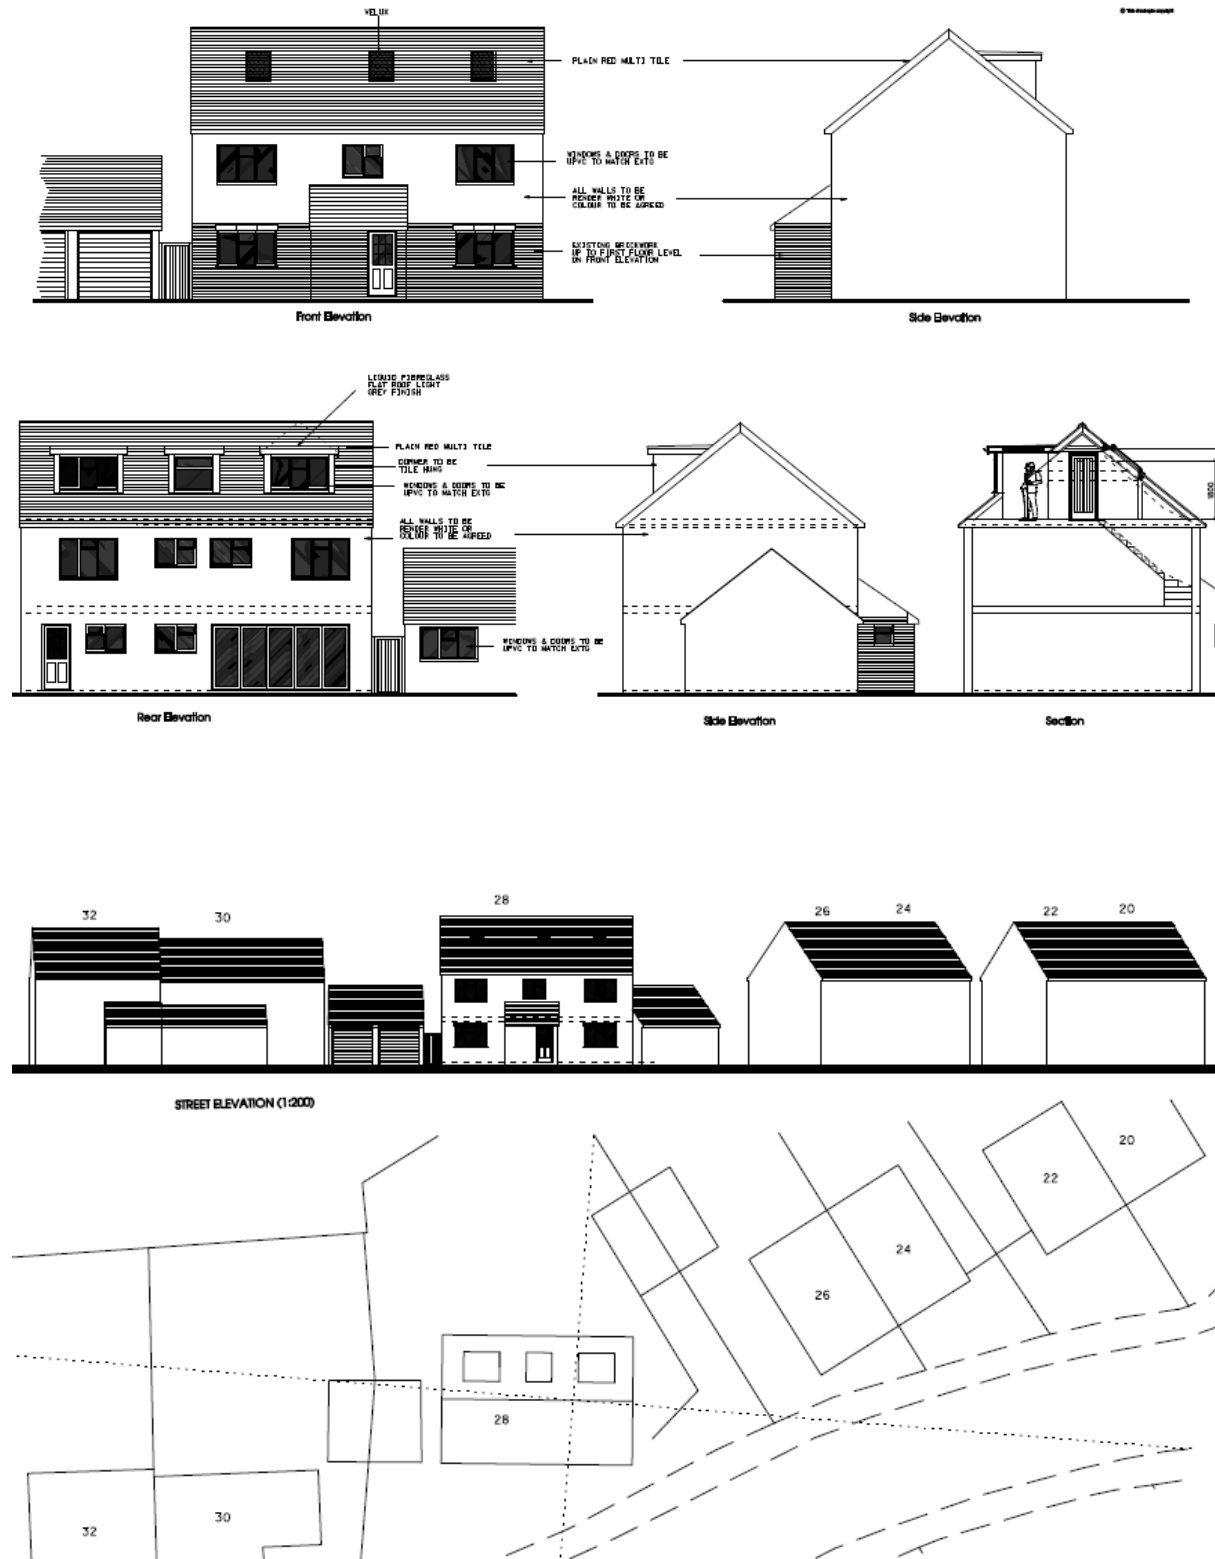 VELUX
PLAIN RED MULTI TILE
WINDOWS & DOORS TO BE
UPVC TO MATCH EXTG
ALL WALLS TO BE
RENDER WHITE OR
COLOUR TO BE AGREED
EXISTING BRICKWORK
UP TO FIRST FLOOR LEVEL
ON FRONT ELEVATION
Front Elevation
Side Elevation
LIQUID FIBREGLASS
FLAT ROOF LIGHT
GREY FINISH
PLAIN RED MULTI TILE
TO BE
TILE HUNG
WINDOWS & DOORS TO BE
UPVC TO MATCH EXTG
ALL WALLS TO BE
RENDER WHITE OR
COLOUR TO BE AGREED
1800
WINDOWS & DOORS TO BE
UPVC TO MATCH EXTG
Rear Elevation
Side Elevation
Section
32
30
28
26
24
22
20
STREET ELEVATION (1:200)
20
22
24
26
28
30
32